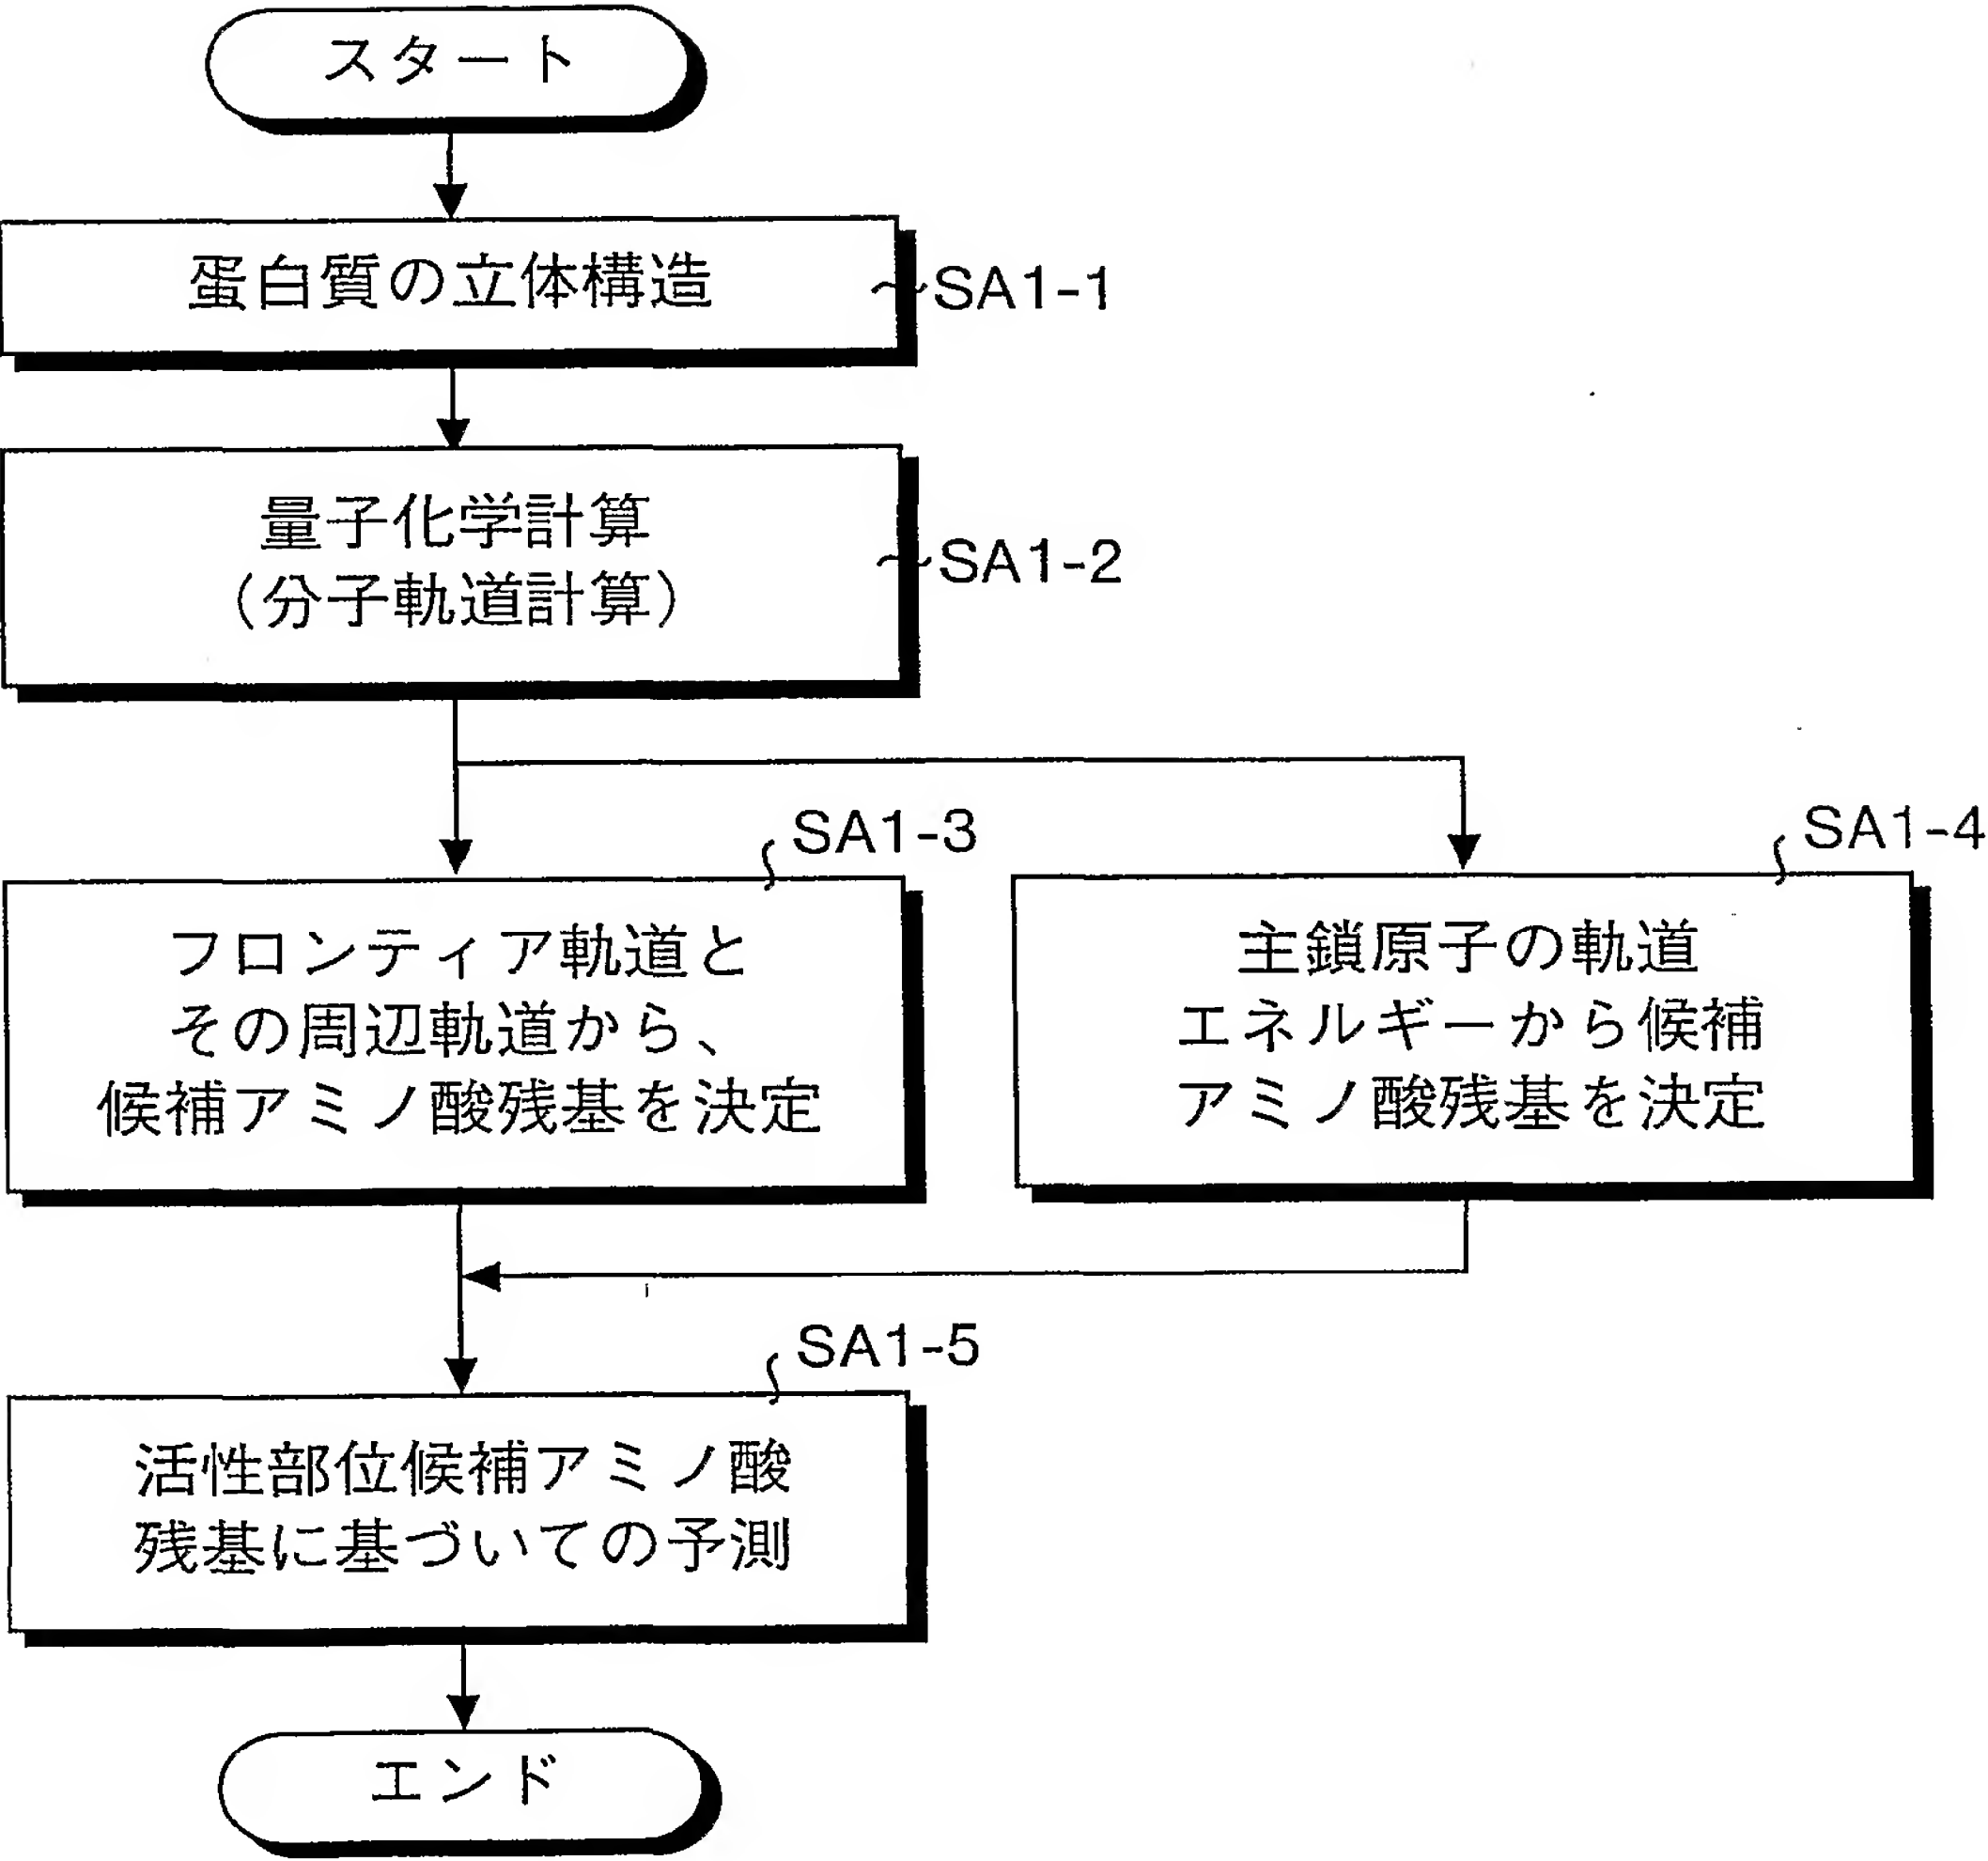 スタート
蛋白質の立体構造
SA1-1
量子化学計算
(分子軌道計算)
SA1-2
SA1-3
フロンティア軌道と
その周辺軌道から、
候補アミノ酸残基を決定
SA1-4
主鎖原子の軌道
エネルギーから候補
アミノ酸残基を決定
SA1-5
活性部位候補アミノ酸
残基に基づいての予測
エンド